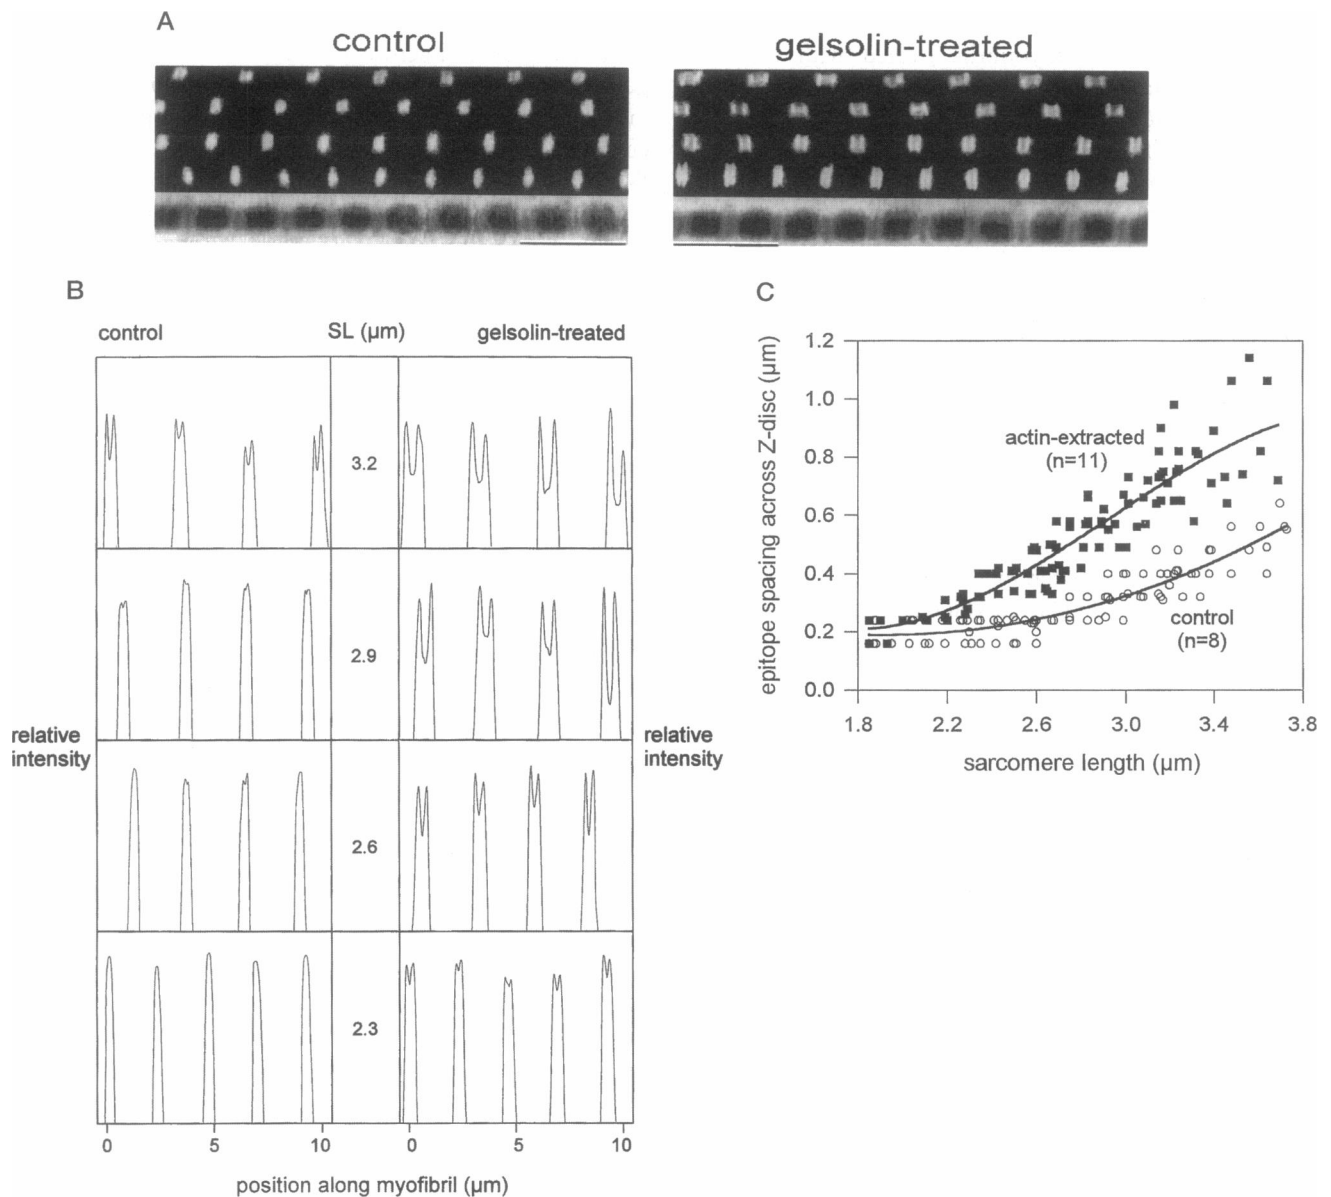 A
control
gelsolin-treated
B
control
SL (µm)
gelsolin-treated
3.2
2.9
2.6
2.3
relative
intensity
relative
intensity
0
5
10
0
5
10
position along myofibril (µm)
C
epitope spacing across Z-disc (µm)
1.2
1.0
0.8
0.6
0.4
0.2
0.0
actin-extracted
(n=11)
control
(n=8)
1.8
2.2
2.6
3.0
3.4
3.8
sarcomere length (µm)